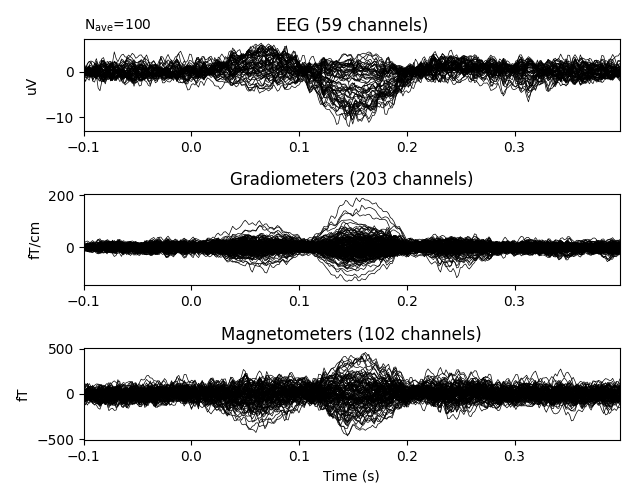 N_ave=100
EEG (59 channels)
uV
0
−10
−0.1 0.0 0.1 0.2 0.3
Gradiometers (203 channels)
fT/cm
200
0
−0.1 0.0 0.1 0.2 0.3
Magnetometers (102 channels)
fT
500
0
−500
−0.1 0.0 0.1 0.2 0.3
Time (s)